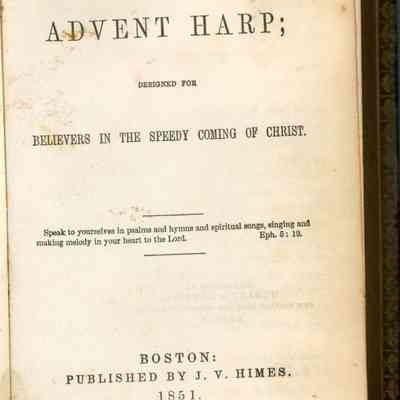 ADVENT HARP;
DESIGNED FOR
BELIEVERS IN THE SPEEDY COMING OF CHRIST.
Speak to yourselves in psalms and hymns and spiritual songs, singing and
making melody in your heart to the Lord. Eph. 5: 19.
BOSTON:
PUBLISHED BY J. V. HIMES.
1851.